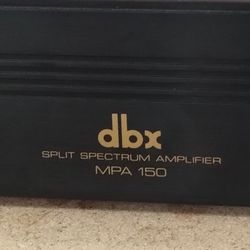 dbx
SPLIT SPECTRUM AMPLIFIER
MPA 150